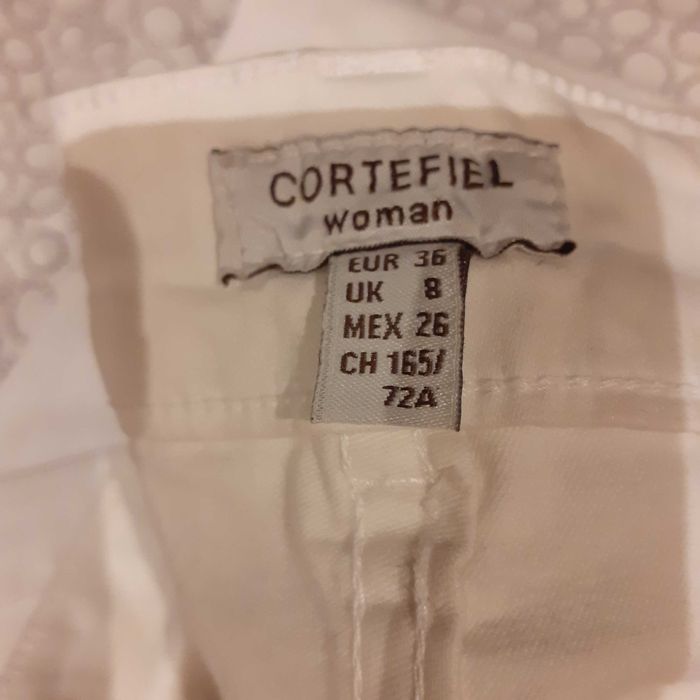 CORTEFIEL
woman
EUR 36
UK 8
MEX 26
CH 165/
72A